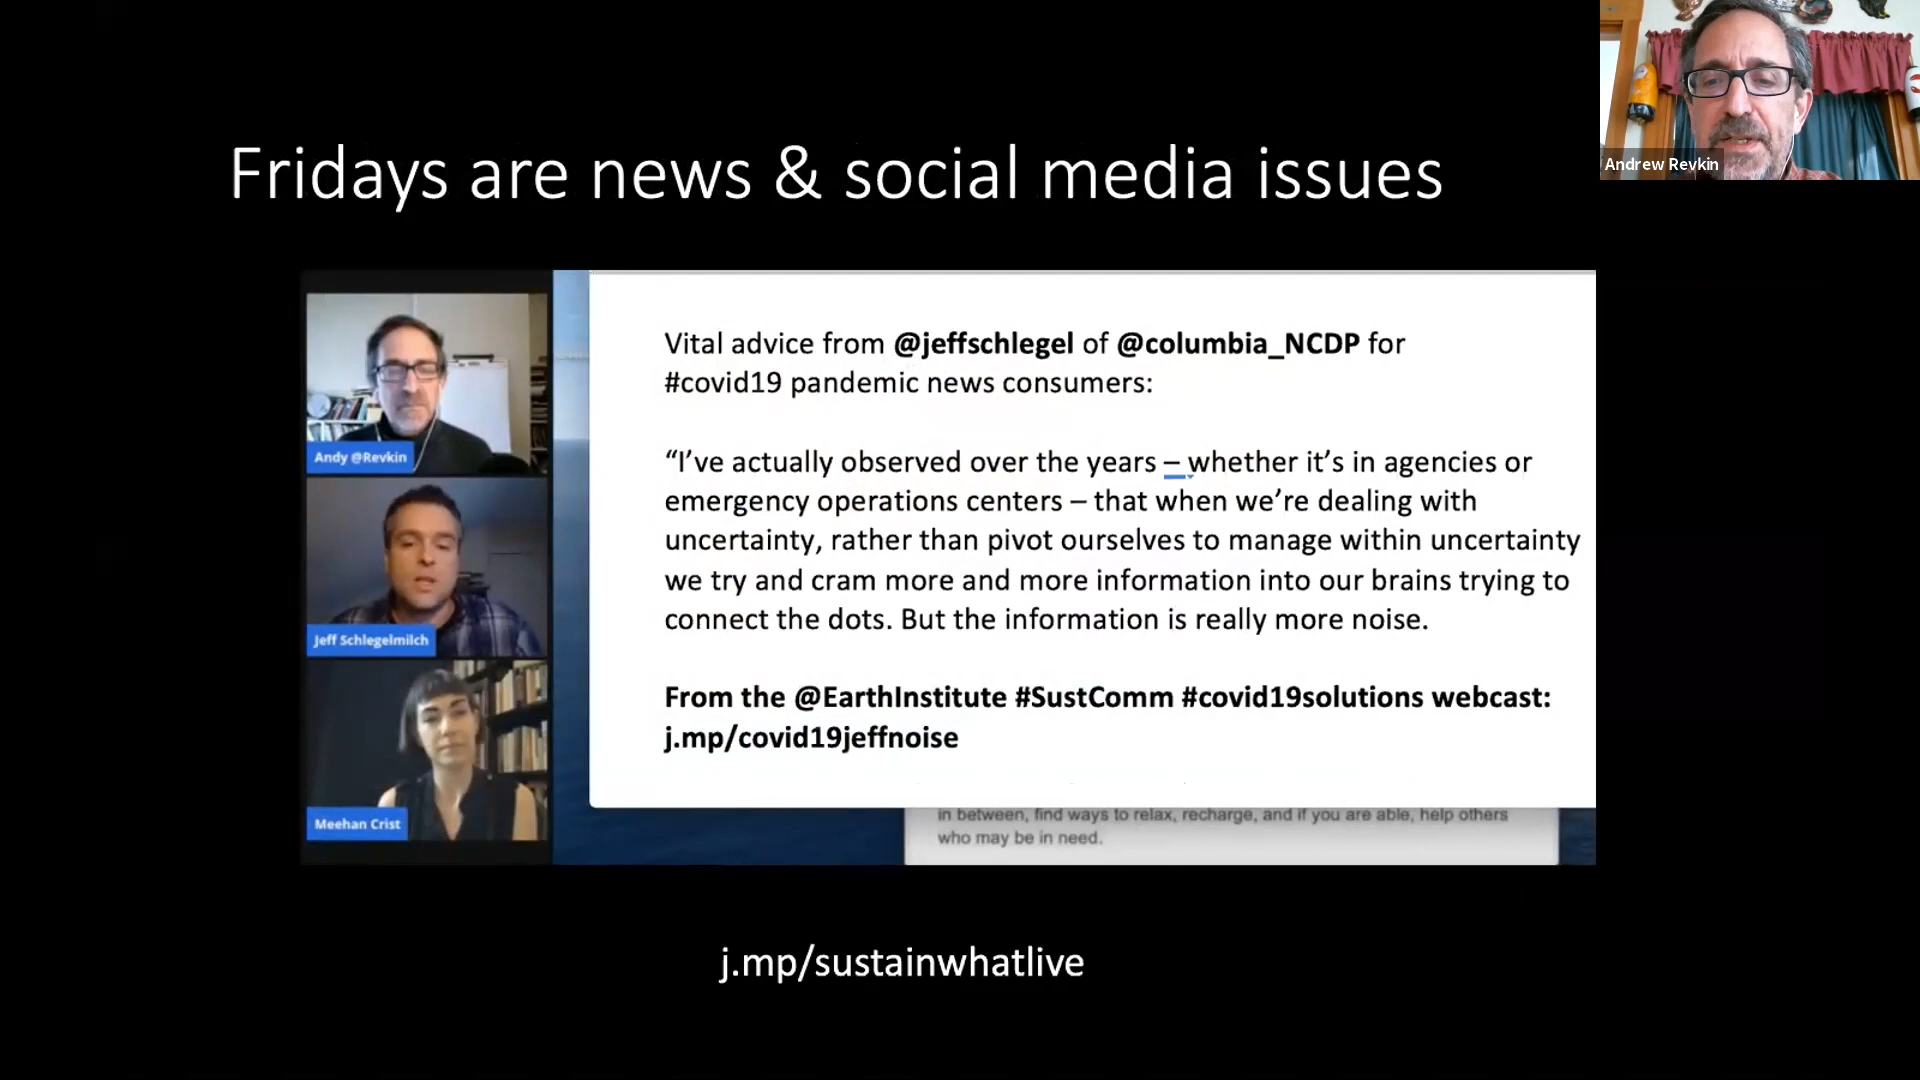 Fridays are news & social media issues
Andrew Revkin
Andy @Revkin
Jeff Schlegelmilch
Meehan Crist
Vital advice from @jeffschlegel of @columbia_NCDP for
#covid19 pandemic news consumers:
“I’ve actually observed over the years – whether it’s in agencies or
emergency operations centers – that when we’re dealing with
uncertainty, rather than pivot ourselves to manage within uncertainty
we try and cram more and more information into our brains trying to
connect the dots. But the information is really more noise.
From the @EarthInstitute #SustComm #covid19solutions webcast:
j.mp/covid19jeffnoise
in between, find ways to relax, recharge, and if you are able, help others
who may be in need.
j.mp/sustainwhatlive